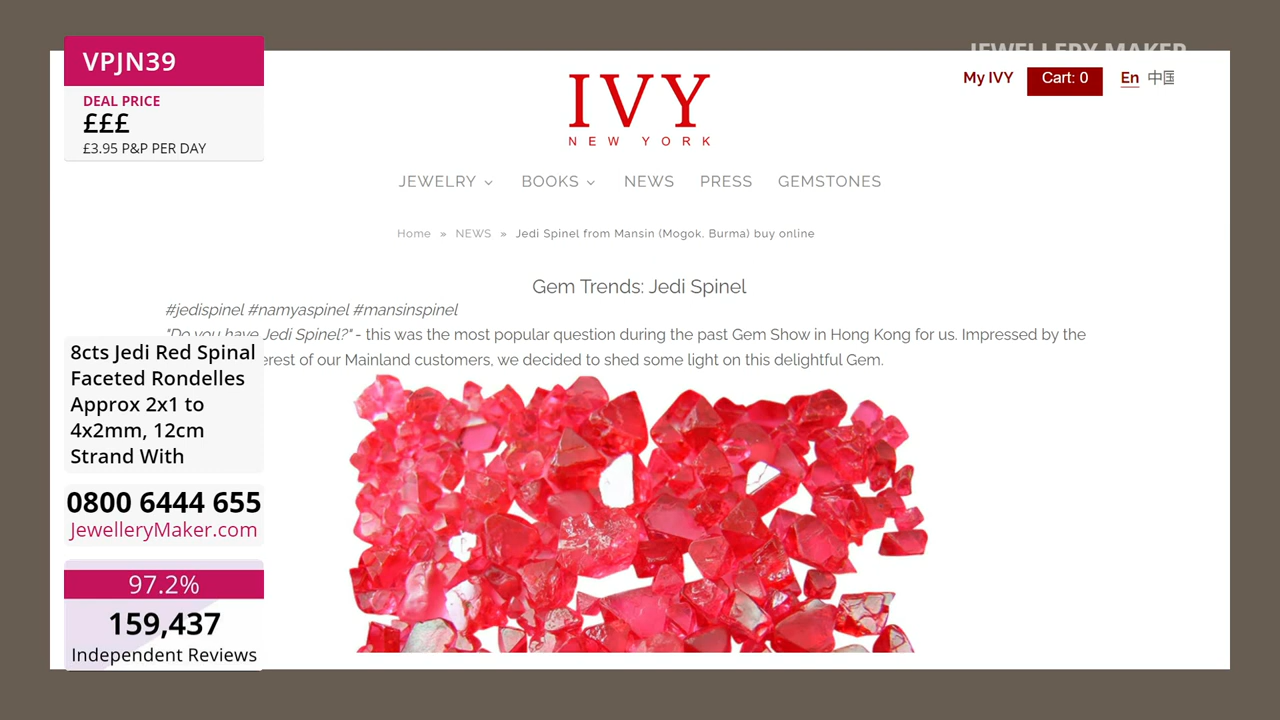 VPJN39
DEAL PRICE
£££
£3.95 P&P PER DAY
JEWELLERY MAKER
IVY
NEW YORK
My IVY
Cart: 0
En 中国
JEWELRY
BOOKS
NEWS
PRESS
GEMSTONES
Home » NEWS » Jedi Spinel from Mansin (Mogok. Burma) buy online
Gem Trends: Jedi Spinel
#jedispinel #namyaspinel #mansinspinel
"Do you have Jedi Spinel?" - this was the most popular question during the past Gem Show in Hong Kong for us. Impressed by the
erest of our Mainland customers, we decided to shed some light on this delightful Gem.
8cts Jedi Red Spinal
Faceted Rondelles
Approx 2x1 to
4x2mm, 12cm
Strand With
0800 6444 655
JewelleryMaker.com
97.2%
159,437
Independent Reviews